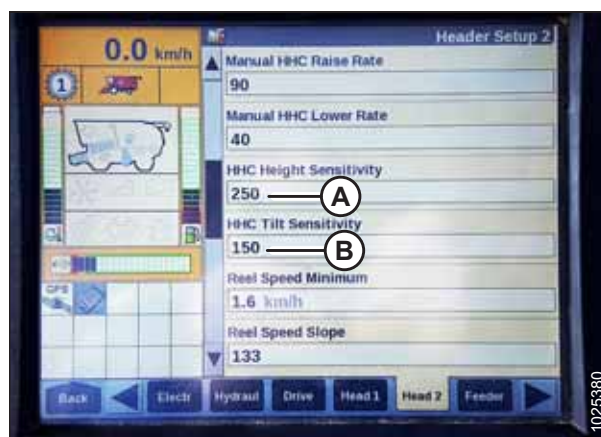 0.0 km/h
Header Setup 2
1
Manual HHC Raise Rate
90
Manual HHC Lower Rate
40
HHC Height Sensitivity
250
A
HHC Tilt Sensitivity
150
B
Reel Speed Minimum
1.6 km/h
Reel Speed Slope
133
GPS
Back
Electr
Hydraul
Drive
Head 1
Head 2
Feeder
1025380